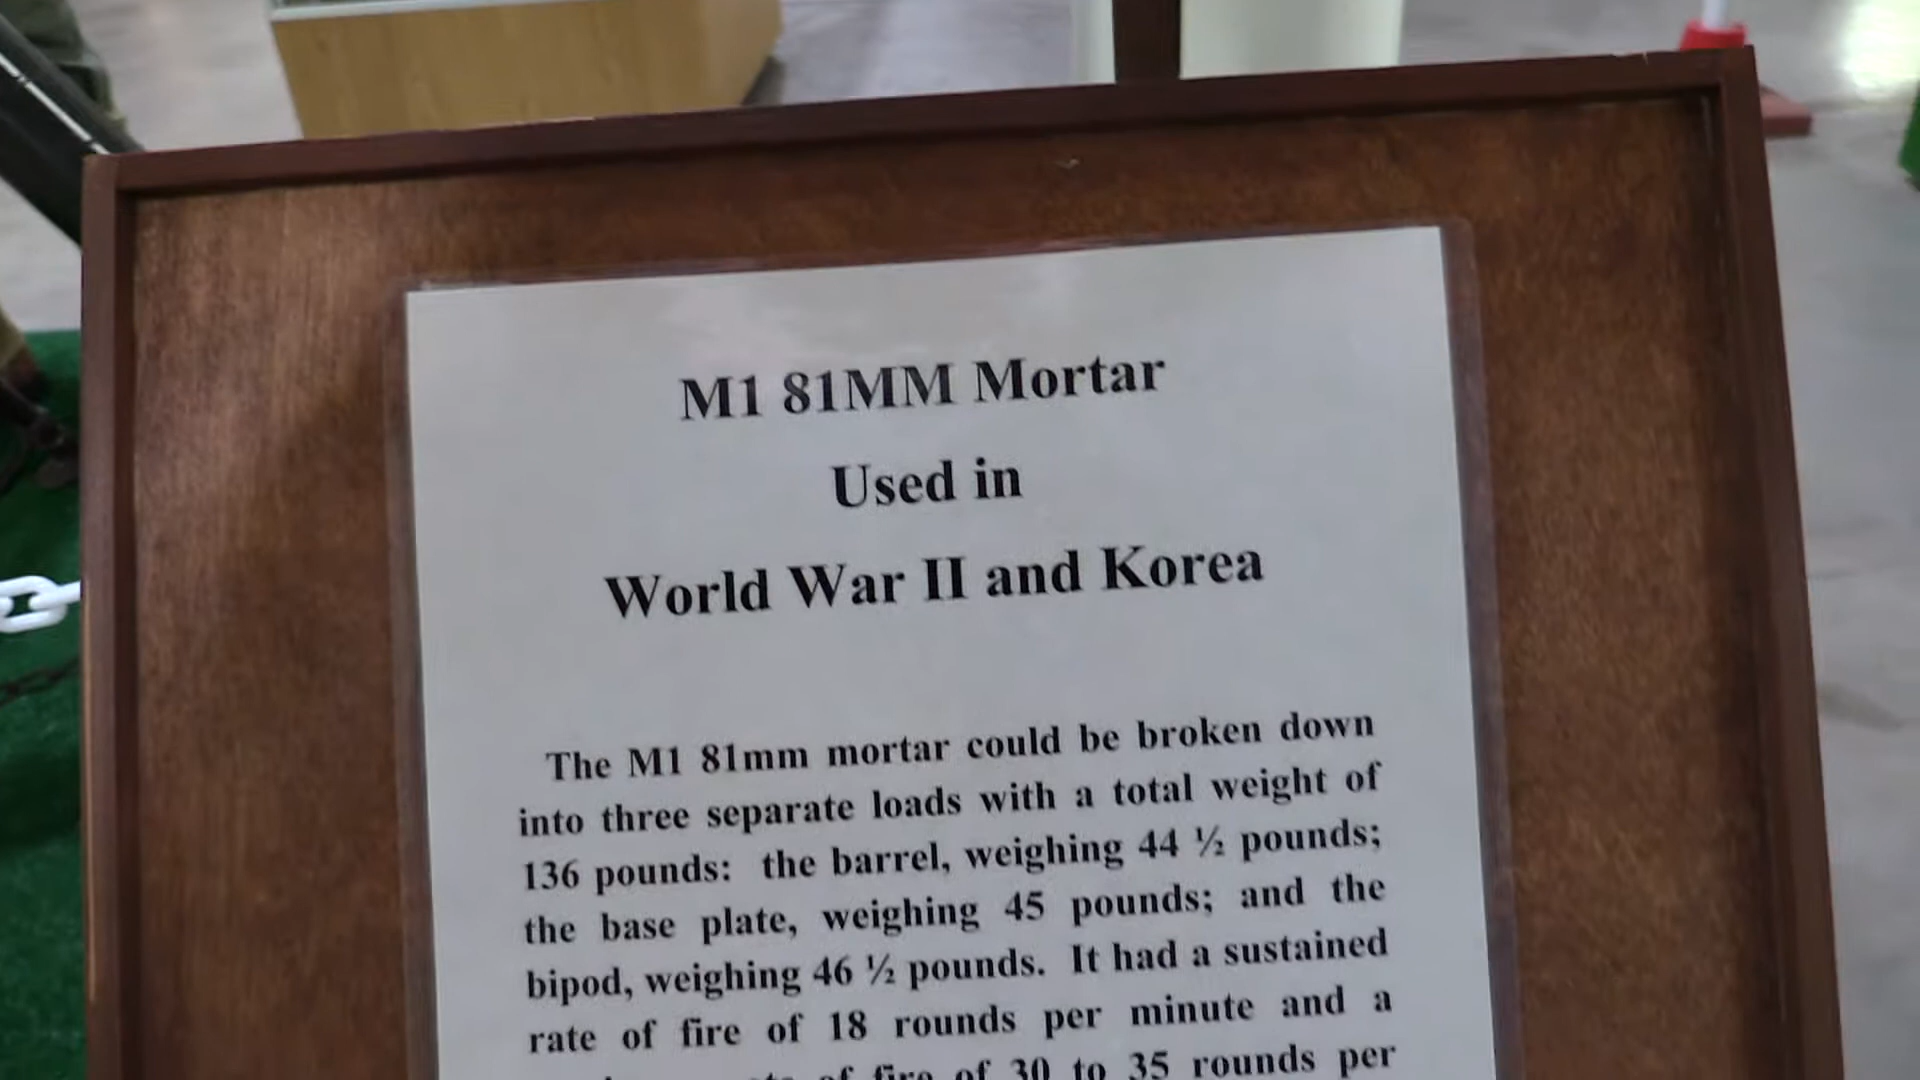 M1 81MM Mortar
Used in
World War II and Korea
The M1 81mm mortar could be broken down
into three separate loads with a total weight of
136 pounds: the barrel, weighing 44 ½ pounds;
the base plate, weighing 45 pounds; and the
bipod, weighing 46 ½ pounds. It had a sustained
rate of fire of 18 rounds per minute and a
of fire of 30 to 35 rounds per